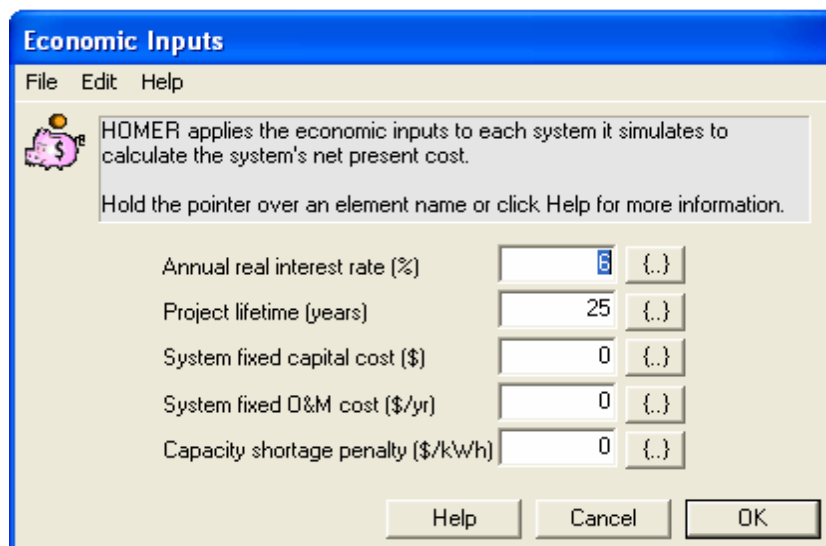 Economic Inputs
File Edit Help
HOMER applies the economic inputs to each system it simulates to
calculate the system's net present cost.
Hold the pointer over an element name or click Help for more information.
Annual real interest rate (%) 6 {..}
Project lifetime (years) 25 {..}
System fixed capital cost ($) 0 {..}
System fixed O&M cost ($/yr) 0 {..}
Capacity shortage penalty ($/kWh) 0 {..}
Help Cancel OK